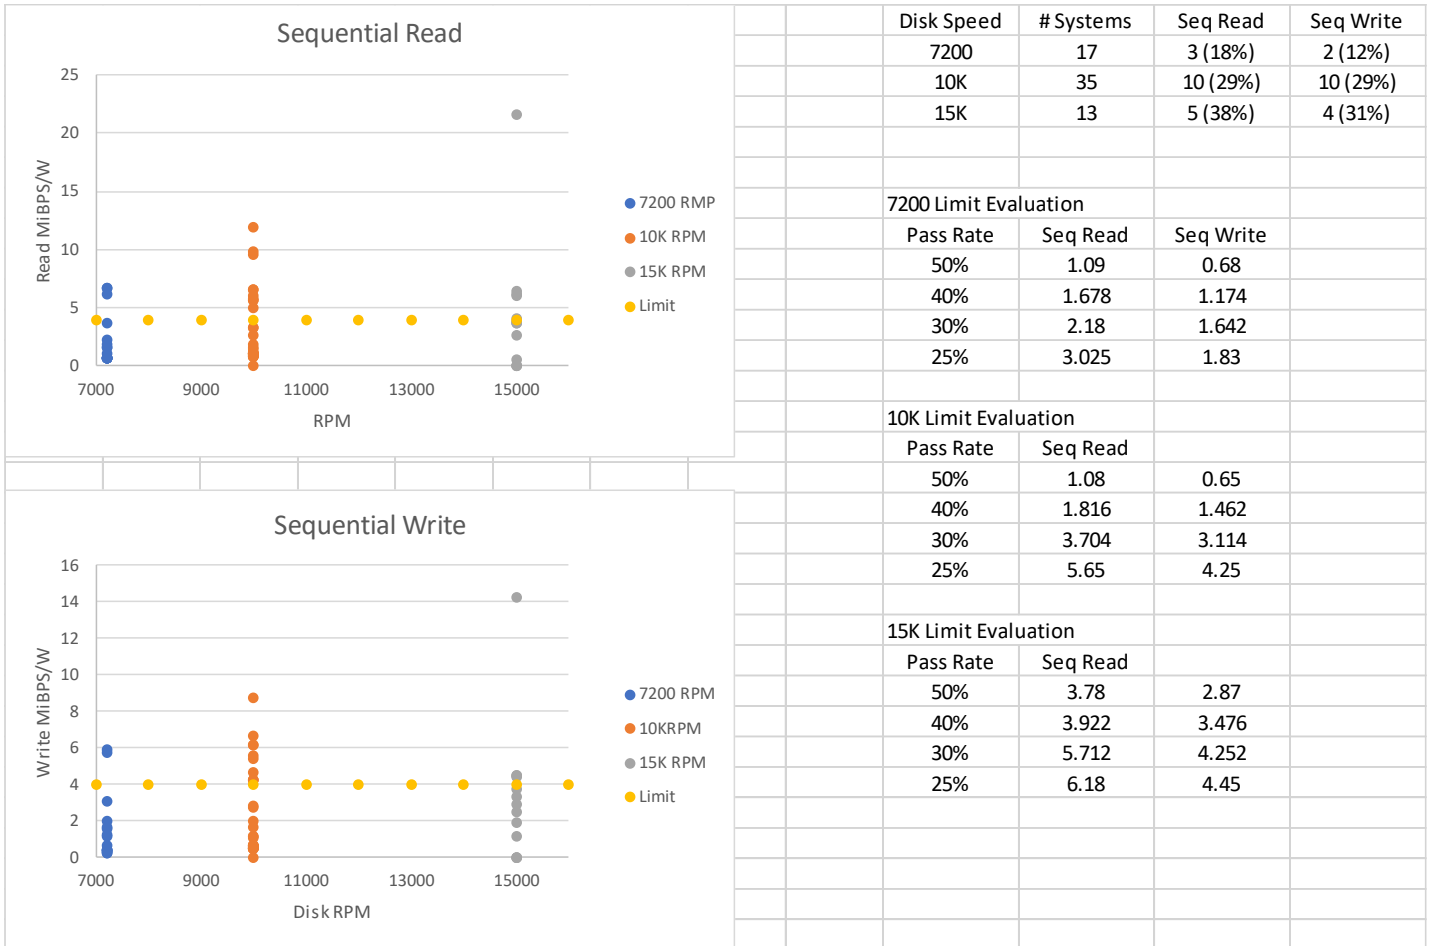 Sequential Read
25
20
15
10
5
0
Read MiBPS/W
7000 9000 11000 13000 15000
RPM
7200 RMP
10K RPM
15K RPM
Limit
Sequential Write
16
14
12
10
8
6
4
2
0
Write MiBPS/W
7000 9000 11000 13000 15000
Disk RPM
7200 RPM
10KRPM
15K RPM
Limit
Disk Speed # Systems Seq Read Seq Write
7200 17 3 (18%) 2 (12%)
10K 35 10 (29%) 10 (29%)
15K 13 5 (38%) 4 (31%)
7200 Limit Evaluation
Pass Rate Seq Read Seq Write
50% 1.09 0.68
40% 1.678 1.174
30% 2.18 1.642
25% 3.025 1.83
10K Limit Evaluation
Pass Rate Seq Read
50% 1.08 0.65
40% 1.816 1.462
30% 3.704 3.114
25% 5.65 4.25
15K Limit Evaluation
Pass Rate Seq Read
50% 3.78 2.87
40% 3.922 3.476
30% 5.712 4.252
25% 6.18 4.45